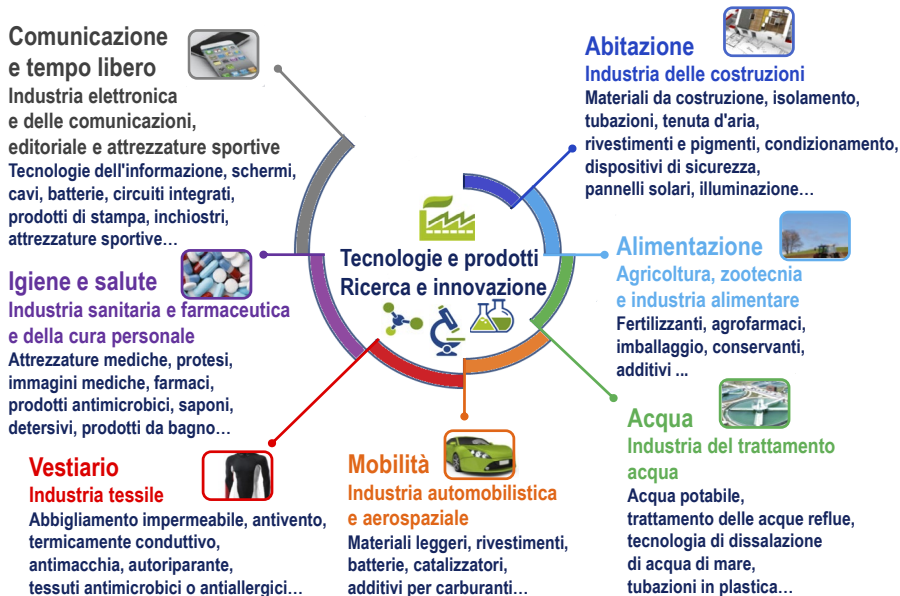 Comunicazione
e tempo libero
Industria elettronica
e delle comunicazioni,
editoriale e attrezzature sportive
Tecnologie dell'informazione, schermi,
cavi, batterie, circuiti integrati,
prodotti di stampa, inchiostri,
attrezzature sportive…
Igiene e salute
Industria sanitaria e farmaceutica
e della cura personale
Attrezzature mediche, protesi,
immagini mediche, farmaci,
prodotti antimicrobici, saponi,
detersivi, prodotti da bagno…
Vestiario
Industria tessile
Abbigliamento impermeabile, antivento,
termicamente conduttivo,
antimacchia, autoriparante,
tessuti antimicrobici o antiallergici…
Tecnologie e prodotti
Ricerca e innovazione
Mobilità
Industria automobilistica
e aerospaziale
Materiali leggeri, rivestimenti,
batterie, catalizzatori,
additivi per carburanti…
Abitazione
Industria delle costruzioni
Materiali da costruzione, isolamento,
tubazioni, tenuta d'aria,
rivestimenti e pigmenti, condizionamento,
dispositivi di sicurezza,
pannelli solari, illuminazione…
Alimentazione
Agricoltura, zootecnia
e industria alimentare
Fertilizzanti, agrofarmaci,
imballaggio, conservanti,
additivi ...
Acqua
Industria del trattamento
acqua
Acqua potabile,
trattamento delle acque reflue,
tecnologia di dissalazione
di acqua di mare,
tubazioni in plastica…